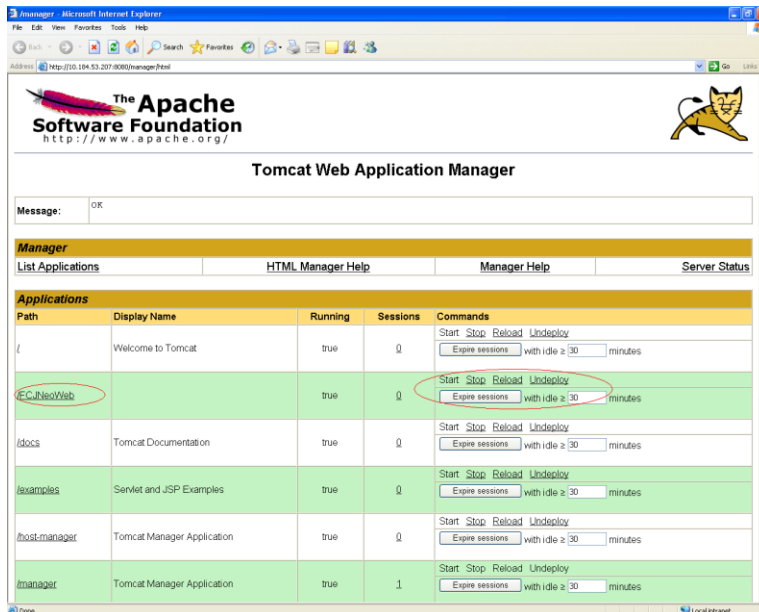 /manager - Microsoft Internet Explorer
File Edit View Favorites Tools Help
Back Search Favorites
Address http://10.184.53.207:8080/manager/html Go Links
The Apache
Software Foundation
http://www.apache.org/
Tomcat Web Application Manager
Message: OK
Manager
List Applications HTML Manager Help Manager Help Server Status
Applications
Path Display Name Running Sessions Commands
Start Stop Reload Undeploy
/ Welcome to Tomcat true 0
Expire sessions with idle ≥ 30 minutes
Start Stop Reload Undeploy
/ECJNeoWeb true 0
Expire sessions with idle ≥ 30 minutes
Start Stop Reload Undeploy
/docs Tomcat Documentation true 0
Expire sessions with idle ≥ 30 minutes
Start Stop Reload Undeploy
/examples Servlet and JSP Examples true 0
Expire sessions with idle ≥ 30 minutes
Start Stop Reload Undeploy
/host-manager Tomcat Manager Application true 0
Expire sessions with idle ≥ 30 minutes
Start Stop Reload Undeploy
/manager Tomcat Manager Application true 1
Expire sessions with idle ≥ 30 minutes
Done Local intranet